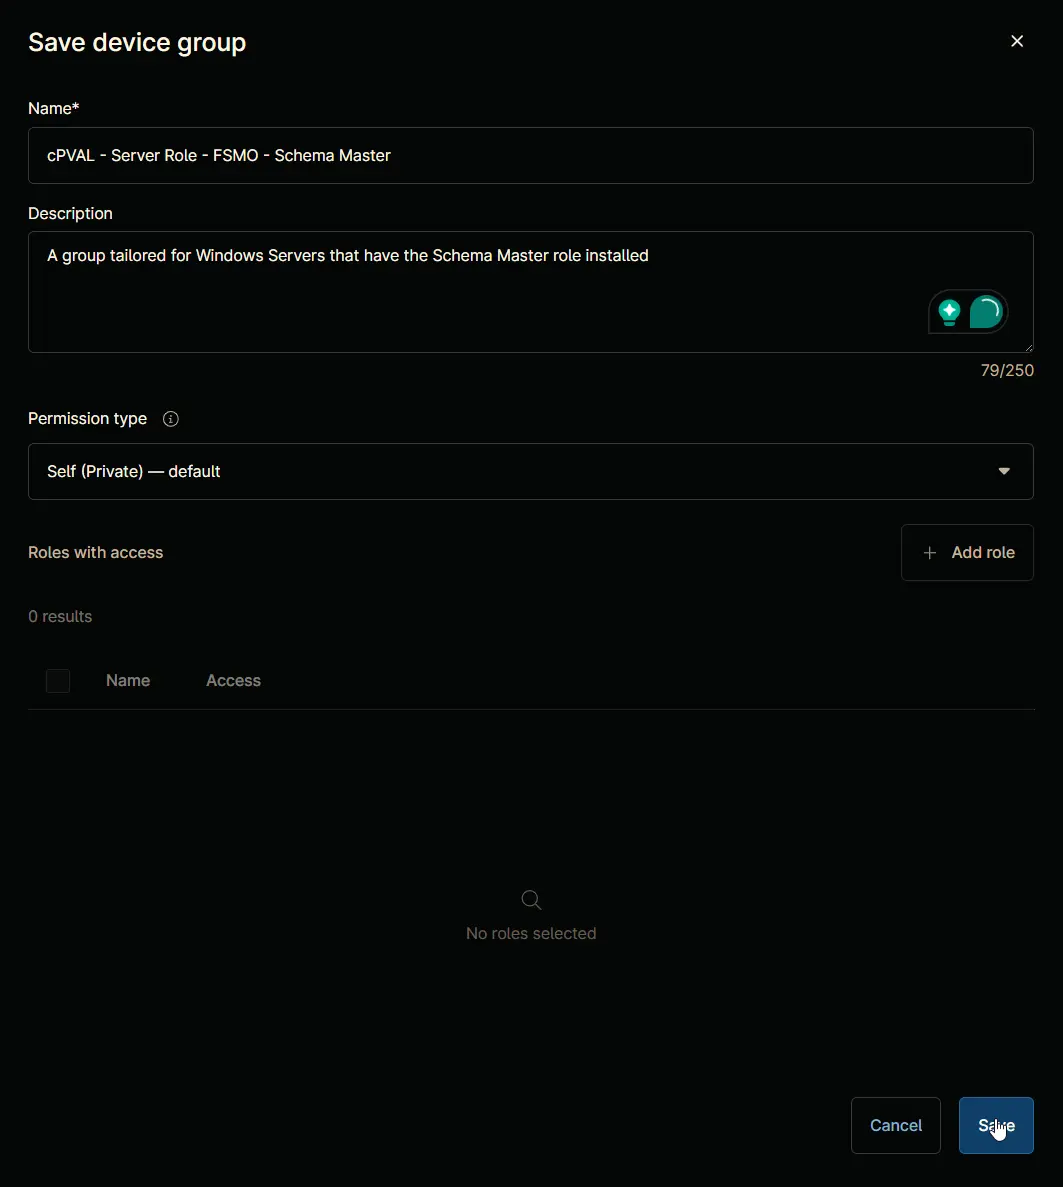 Save device group
Name*
cPVAL - Server Role - FSMO - Schema Master
Description
A group tailored for Windows Servers that have the Schema Master role installed
79/250
Permission type
Self (Private) — default
Roles with access
Add role
0 results
Name Access
No roles selected
Cancel Save